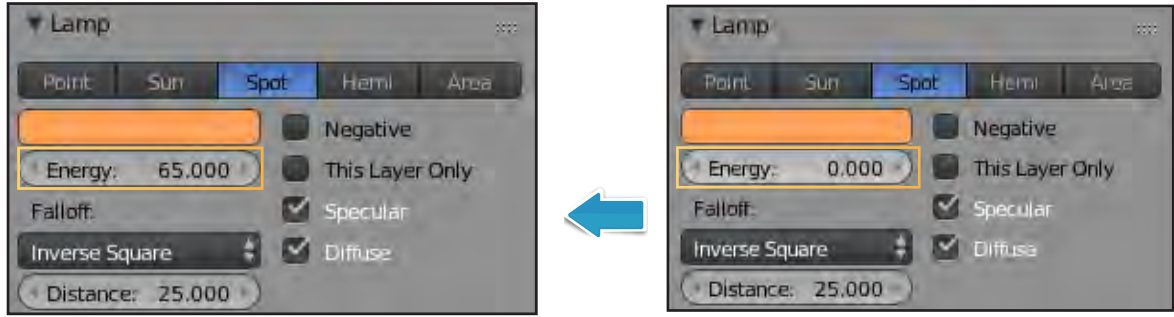 Lamp
Point Sun Spot Hemi Area
Negative
Energy: 65.000 This Layer Only
Falloff: Specular
Inverse Square Diffuse
Distance: 25.000
Lamp
Point Sun Spot Hemi Area
Negative
Energy: 0.000 This Layer Only
Falloff: Specular
Inverse Square Diffuse
Distance: 25.000